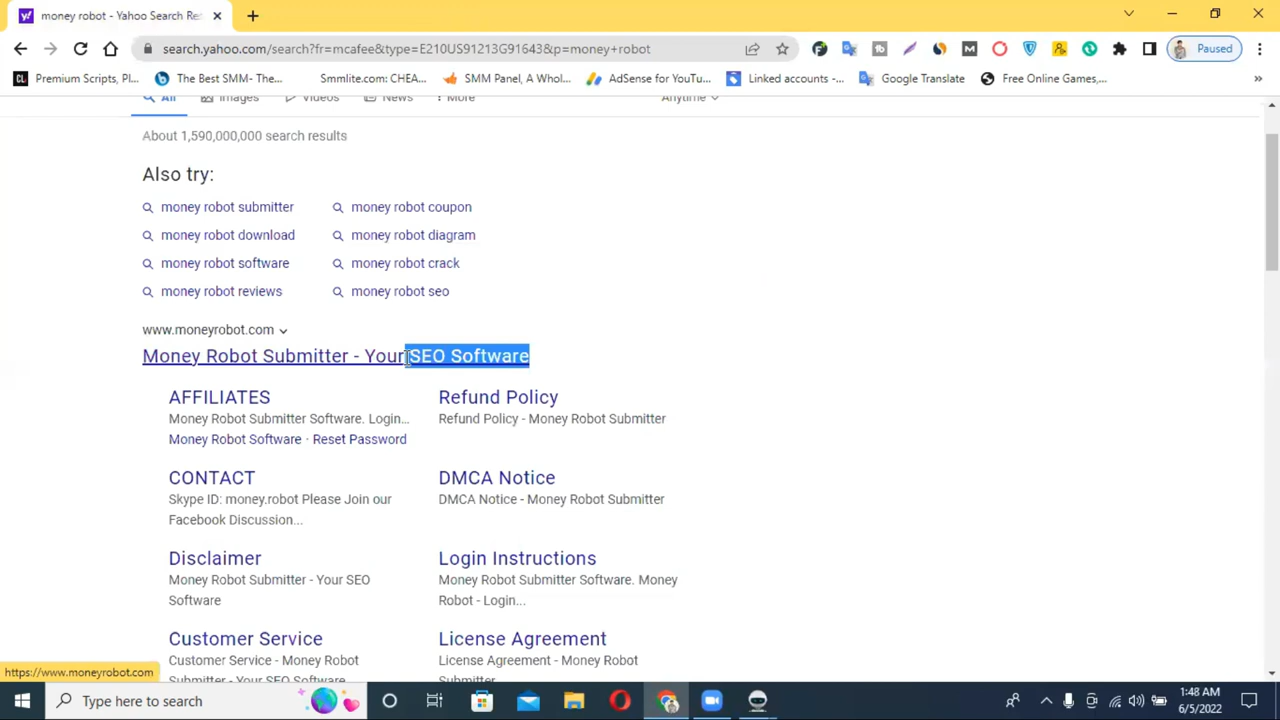 money robot - Yahoo Search Res
search.yahoo.com/search?fr=mcafee&type=E210US91213G91643&p=money+robot
Paused
Premium Scripts, Pl...
The Best SMM- The...
Smmlite.com: CHEA...
SMM Panel, A Whol...
AdSense for YouTu...
Linked accounts -...
Google Translate
Free Online Games,...
All
Images
Videos
News
More
Anytime
About 1,590,000,000 search results
Also try:
money robot submitter
money robot coupon
money robot download
money robot diagram
money robot software
money robot crack
money robot reviews
money robot seo
www.moneyrobot.com
Money Robot Submitter - Your SEO Software
AFFILIATES
Money Robot Submitter Software. Login...
Money Robot Software · Reset Password
Refund Policy
Refund Policy - Money Robot Submitter
CONTACT
Skype ID: money.robot Please Join our
Facebook Discussion...
DMCA Notice
DMCA Notice - Money Robot Submitter
Disclaimer
Money Robot Submitter - Your SEO
Software
Login Instructions
Money Robot Submitter Software. Money
Robot - Login...
Customer Service
Customer Service - Money Robot
Submitter - Your SEO Software
License Agreement
License Agreement - Money Robot
Submitter
https://www.moneyrobot.com
Type here to search
1:48 AM
6/5/2022